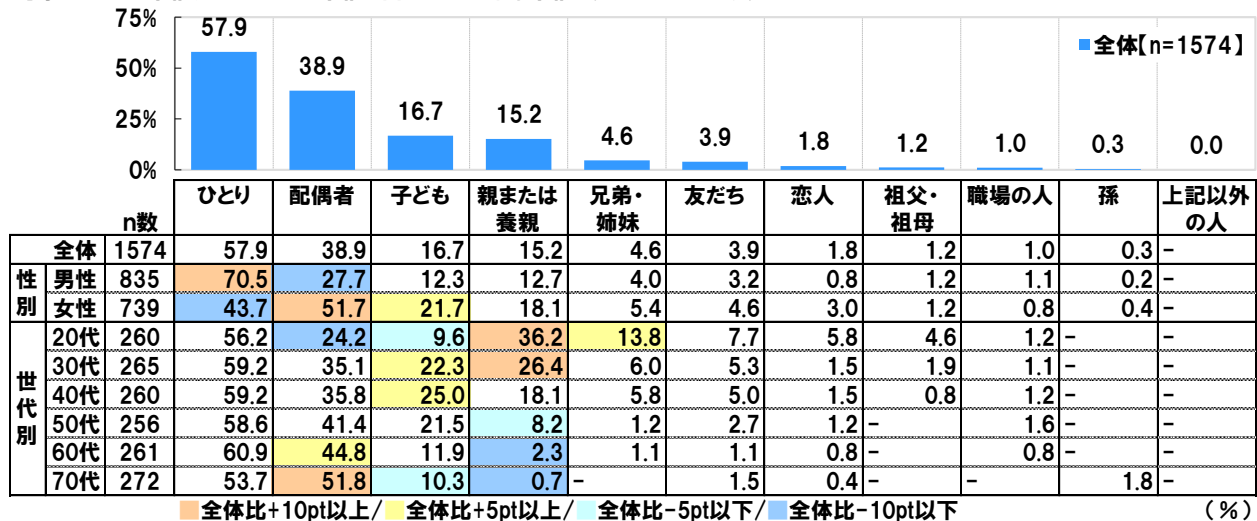 75%
50%
25%
0%
57.9
38.9
16.7
15.2
4.6
3.9
1.8
1.2
1.0
0.3
0.0
■全体【n=1574】
n数 ひとり 配偶者 子ども 親または養親 兄弟・姉妹 友だち 恋人 祖父・祖母 職場の人 孫 上記以外の人
全体 1574 57.9 38.9 16.7 15.2 4.6 3.9 1.8 1.2 1.0 0.3 -
性別
男性 835 70.5 27.7 12.3 12.7 4.0 3.2 0.8 1.2 1.1 0.2 -
女性 739 43.7 51.7 21.7 18.1 5.4 4.6 3.0 1.2 0.8 0.4 -
世代別
20代 260 56.2 24.2 9.6 36.2 13.8 7.7 5.8 4.6 1.2 - -
30代 265 59.2 35.1 22.3 26.4 6.0 5.3 1.5 1.9 1.1 - -
40代 260 59.2 35.8 25.0 18.1 5.8 5.0 1.5 0.8 1.2 - -
50代 256 58.6 41.4 21.5 8.2 1.2 2.7 1.2 - 1.6 - -
60代 261 60.9 44.8 11.9 2.3 1.1 1.1 0.8 - 0.8 - -
70代 272 53.7 51.8 10.3 0.7 - 1.5 0.4 - - 1.8 -
■全体比+10pt以上/ ■全体比+5pt以上/ ■全体比-5pt以下/ ■全体比-10pt以下 (%)